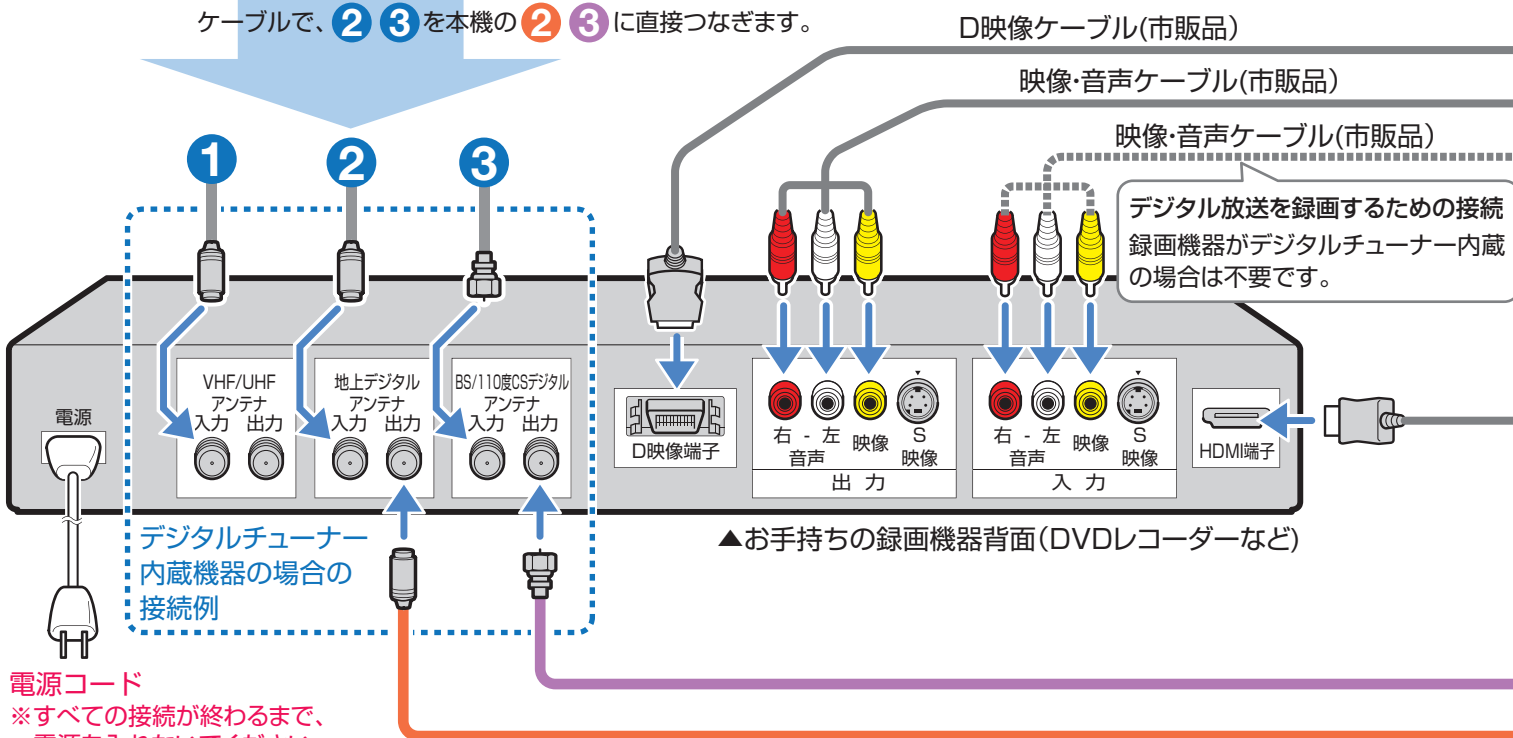 ケーブルで、2 3 を本機の 2 3 に直接つなぎます。
D映像ケーブル(市販品)
映像・音声ケーブル(市販品)
映像・音声ケーブル(市販品)
デジタル放送を録画するための接続
録画機器がデジタルチューナー内蔵
の場合は不要です。
1 2 3
電源
VHF/UHF
アンテナ
入力 出力
地上デジタル
アンテナ
入力 出力
BS/110度CSデジタル
アンテナ
入力 出力
D映像端子
右 - 左 映像 S
音声 映像
出 力
右 - 左 映像 S
音声 映像
入 力
HDMI端子
▲お手持ちの録画機器背面(DVDレコーダーなど)
デジタルチューナー
内蔵機器の場合の
接続例
電源コード
※すべての接続が終わるまで、
電源を入れないでください